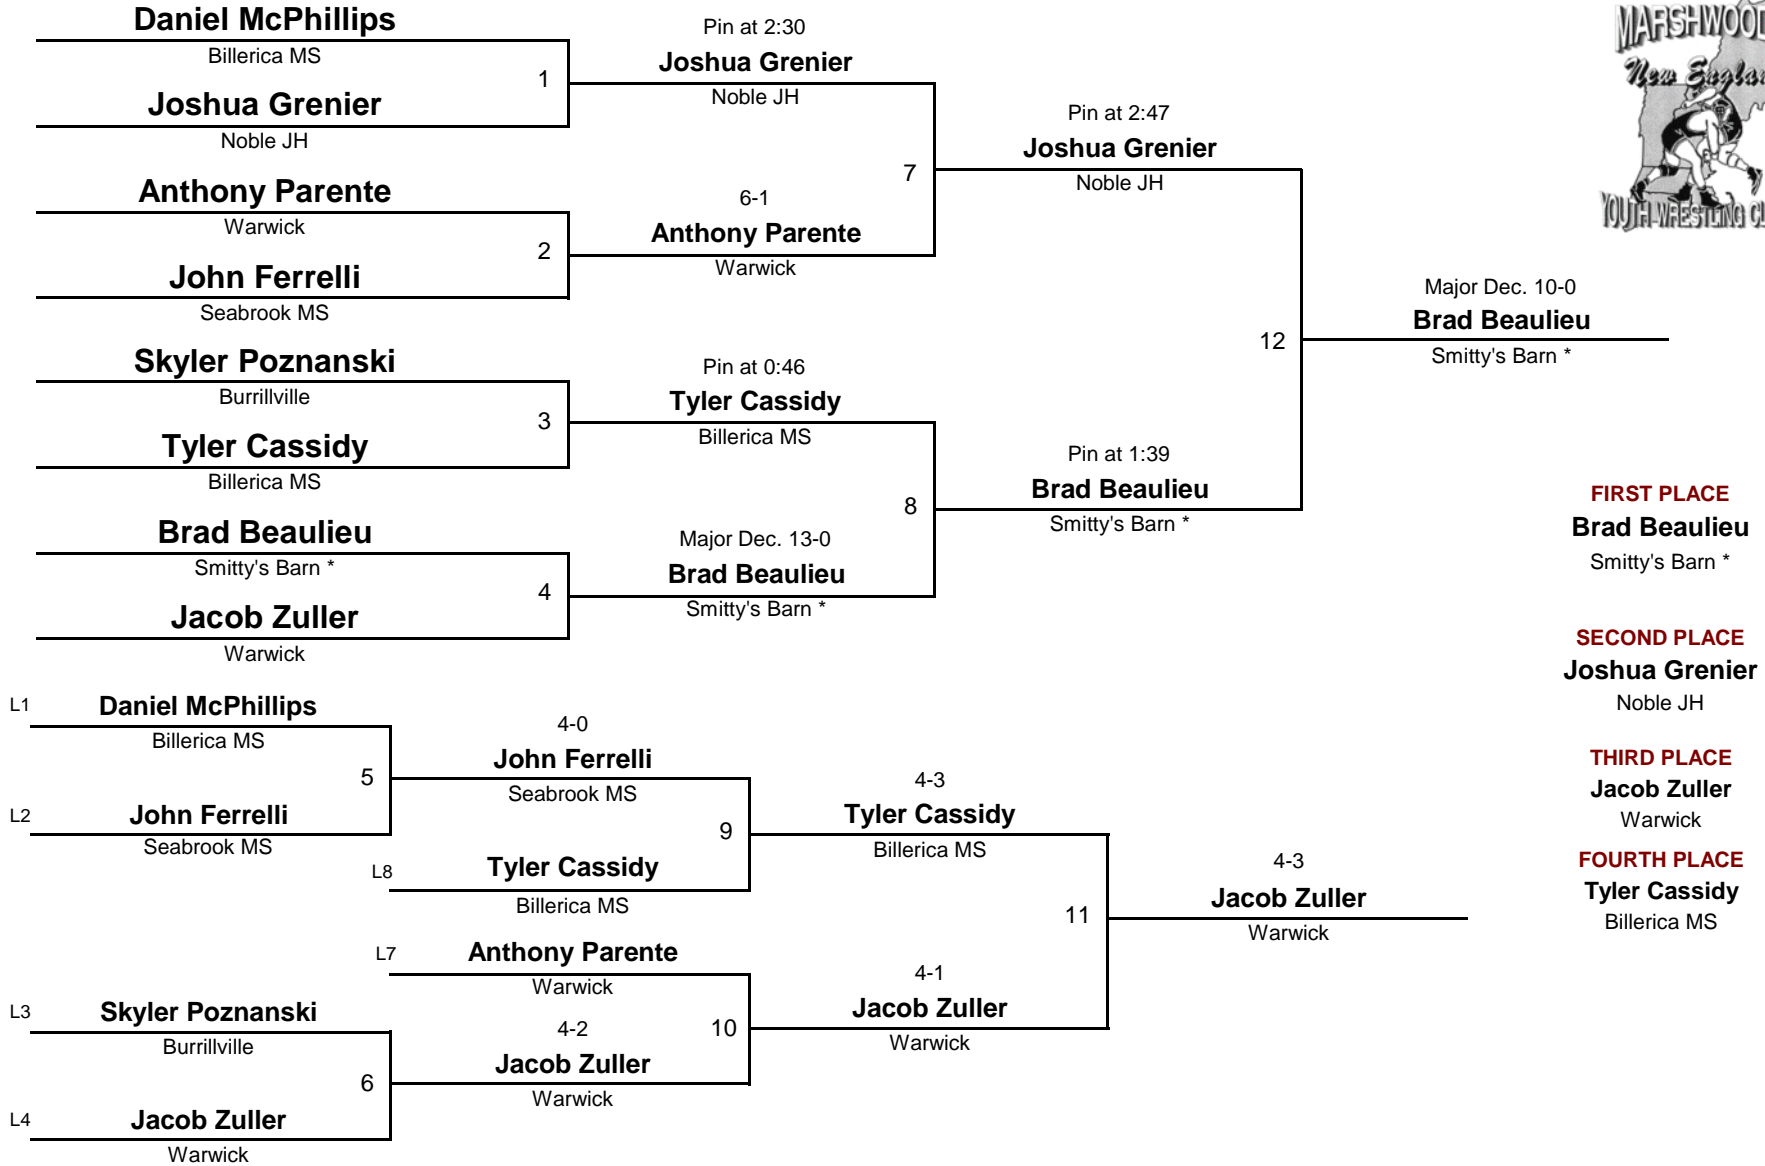 Daniel McPhillips
Billerica MS
1
Joshua Grenier
Noble JH
Anthony Parente
Warwick
2
John Ferrelli
Seabrook MS
Skyler Poznanski
Burrillville
3
Tyler Cassidy
Billerica MS
Brad Beaulieu
Smitty's Barn *
4
Jacob Zuller
Warwick
Pin at 2:30
Joshua Grenier
Noble JH
7
6-1
Anthony Parente
Warwick
Pin at 0:46
Tyler Cassidy
Billerica MS
8
Major Dec. 13-0
Brad Beaulieu
Smitty's Barn *
Pin at 2:47
Joshua Grenier
Noble JH
12
Pin at 1:39
Brad Beaulieu
Smitty's Barn *
Major Dec. 10-0
Brad Beaulieu
Smitty's Barn *
L1
Daniel McPhillips
Billerica MS
5
L2
John Ferrelli
Seabrook MS
L3
Skyler Poznanski
Burrillville
6
L4
Jacob Zuller
Warwick
4-0
John Ferrelli
Seabrook MS
9
L8
Tyler Cassidy
Billerica MS
L7
Anthony Parente
Warwick
10
4-2
Jacob Zuller
Warwick
4-3
Tyler Cassidy
Billerica MS
11
4-1
Jacob Zuller
Warwick
4-3
Jacob Zuller
Warwick
MARSHWOOD
New England
YOUTH WRESTLING
FIRST PLACE
Brad Beaulieu
Smitty's Barn *
SECOND PLACE
Joshua Grenier
Noble JH
THIRD PLACE
Jacob Zuller
Warwick
FOURTH PLACE
Tyler Cassidy
Billerica MS